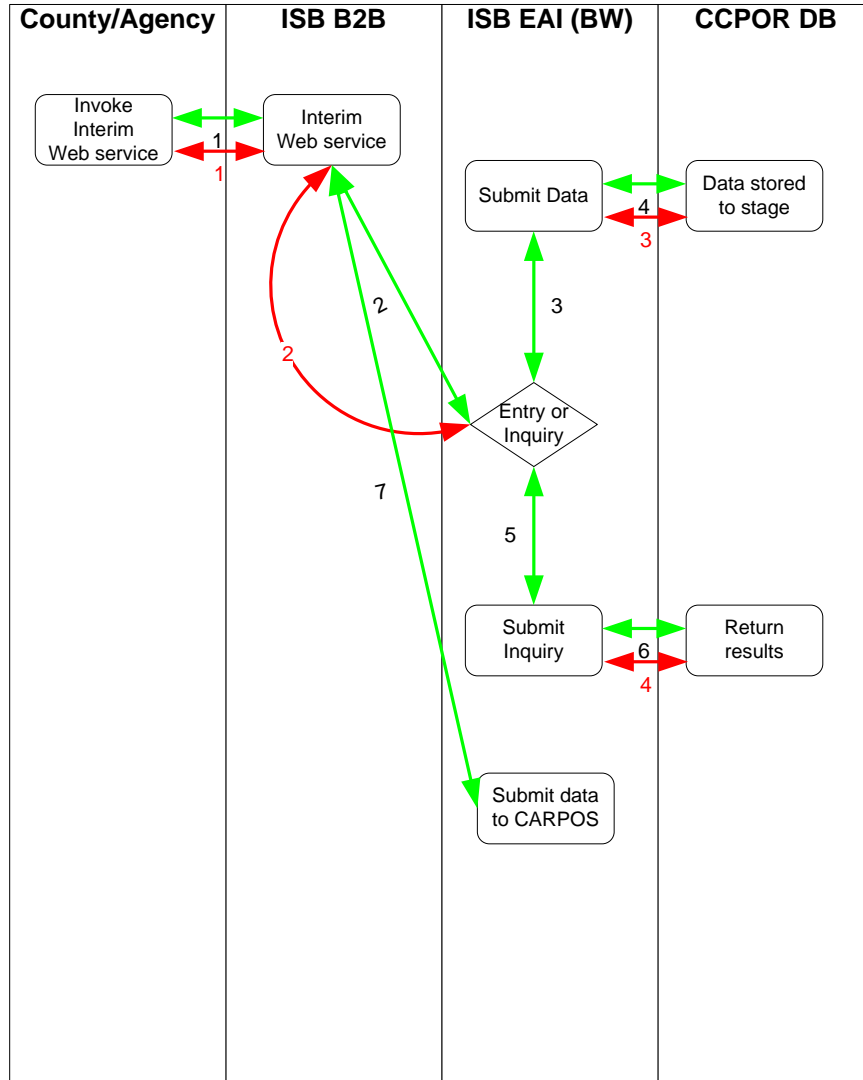 County/Agency
ISB B2B
ISB EAI (BW)
CCPOR DB
Invoke
Interim
Web service
1
1
Interim
Web service
Submit Data
4
3
Data stored
to stage
2
3
2
Entry or
Inquiry
7
5
Submit
Inquiry
6
4
Return
results
Submit data
to CARPOS